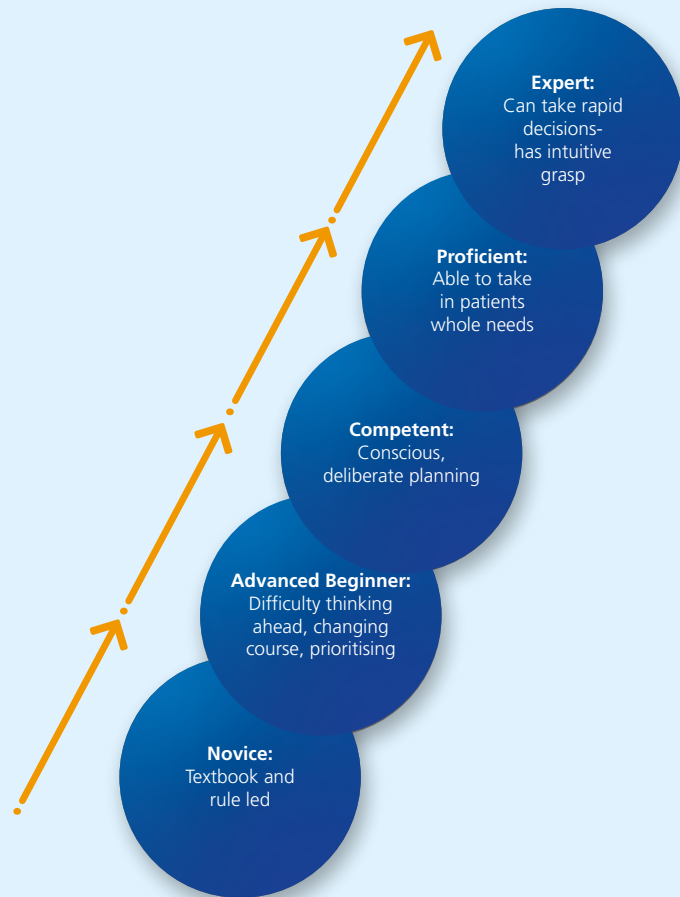 Expert:
Can take rapid
decisions-
has intuitive
grasp
Proficient:
Able to take
in patients
whole needs
Competent:
Conscious,
deliberate planning
Advanced Beginner:
Difficulty thinking
ahead, changing
course, prioritising
Novice:
Textbook and
rule led